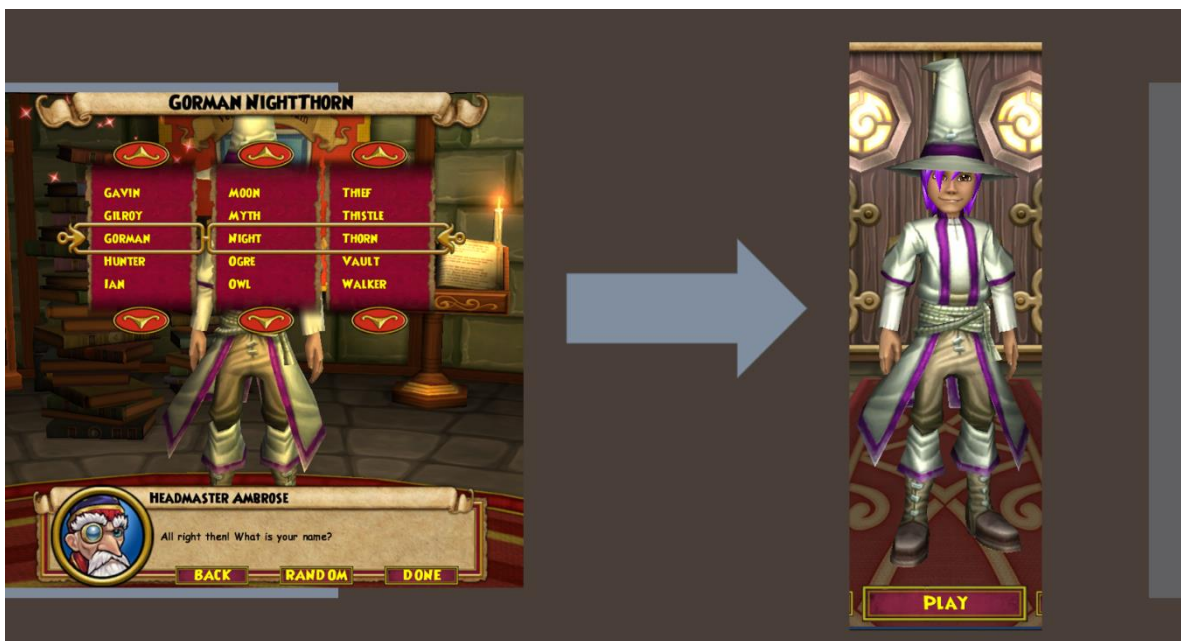 GORMAN NIGHTTHORN
GAVIN MOON THIEF
GILROY MYTH THISTLE
GORMAN NIGHT THORN
HUNTER OGRE VAULT
IAN OWL WALKER
HEADMASTER AMBROSE
All right then! What is your name?
BACK RANDOM DONE
PLAY